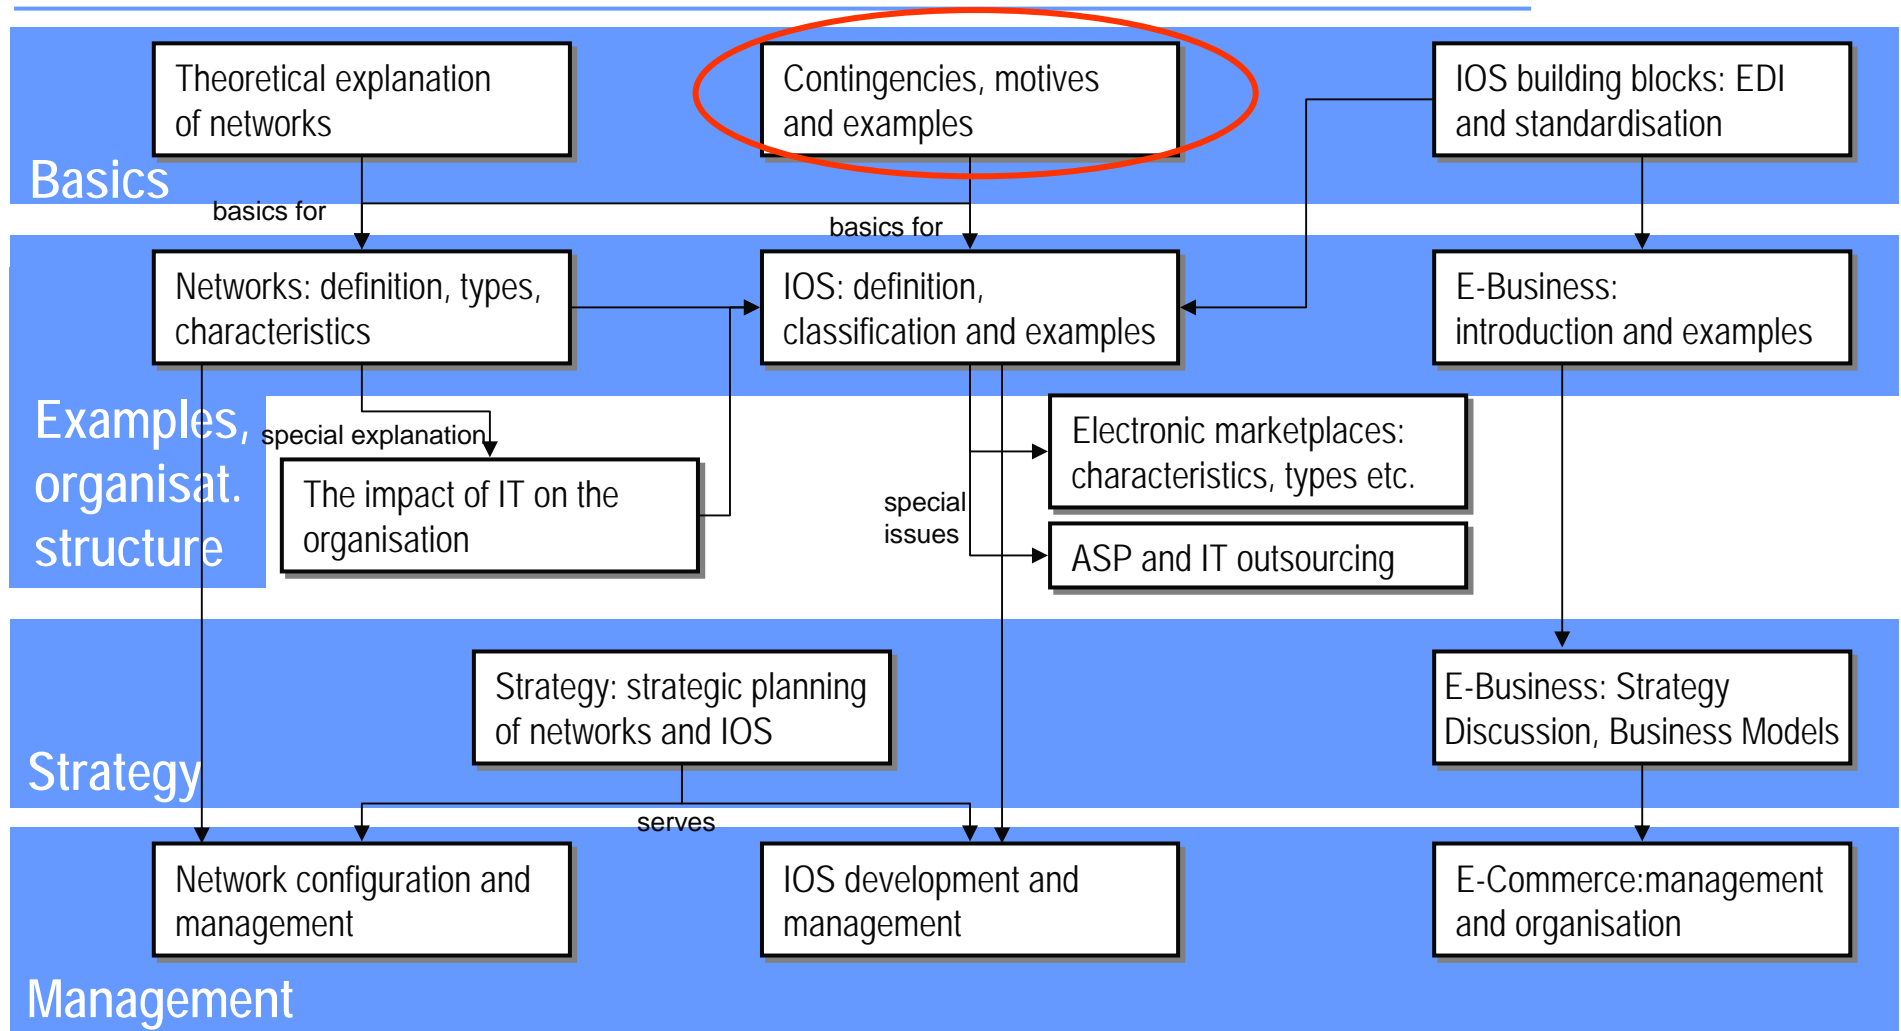 Theoretical explanation
of networks
Contingencies, motives
and examples
IOS building blocks: EDI
and standardisation
Basics
basics for
basics for
Networks: definition, types,
characteristics
IOS: definition,
classification and examples
E-Business:
introduction and examples
Examples,
organisat.
structure
special explanation
The impact of IT on the
organisation
special
issues
Electronic marketplaces:
characteristics, types etc.
ASP and IT outsourcing
Strategy: strategic planning
of networks and IOS
E-Business: Strategy
Discussion, Business Models
Strategy
serves
Network configuration and
management
IOS development and
management
E-Commerce:management
and organisation
Management